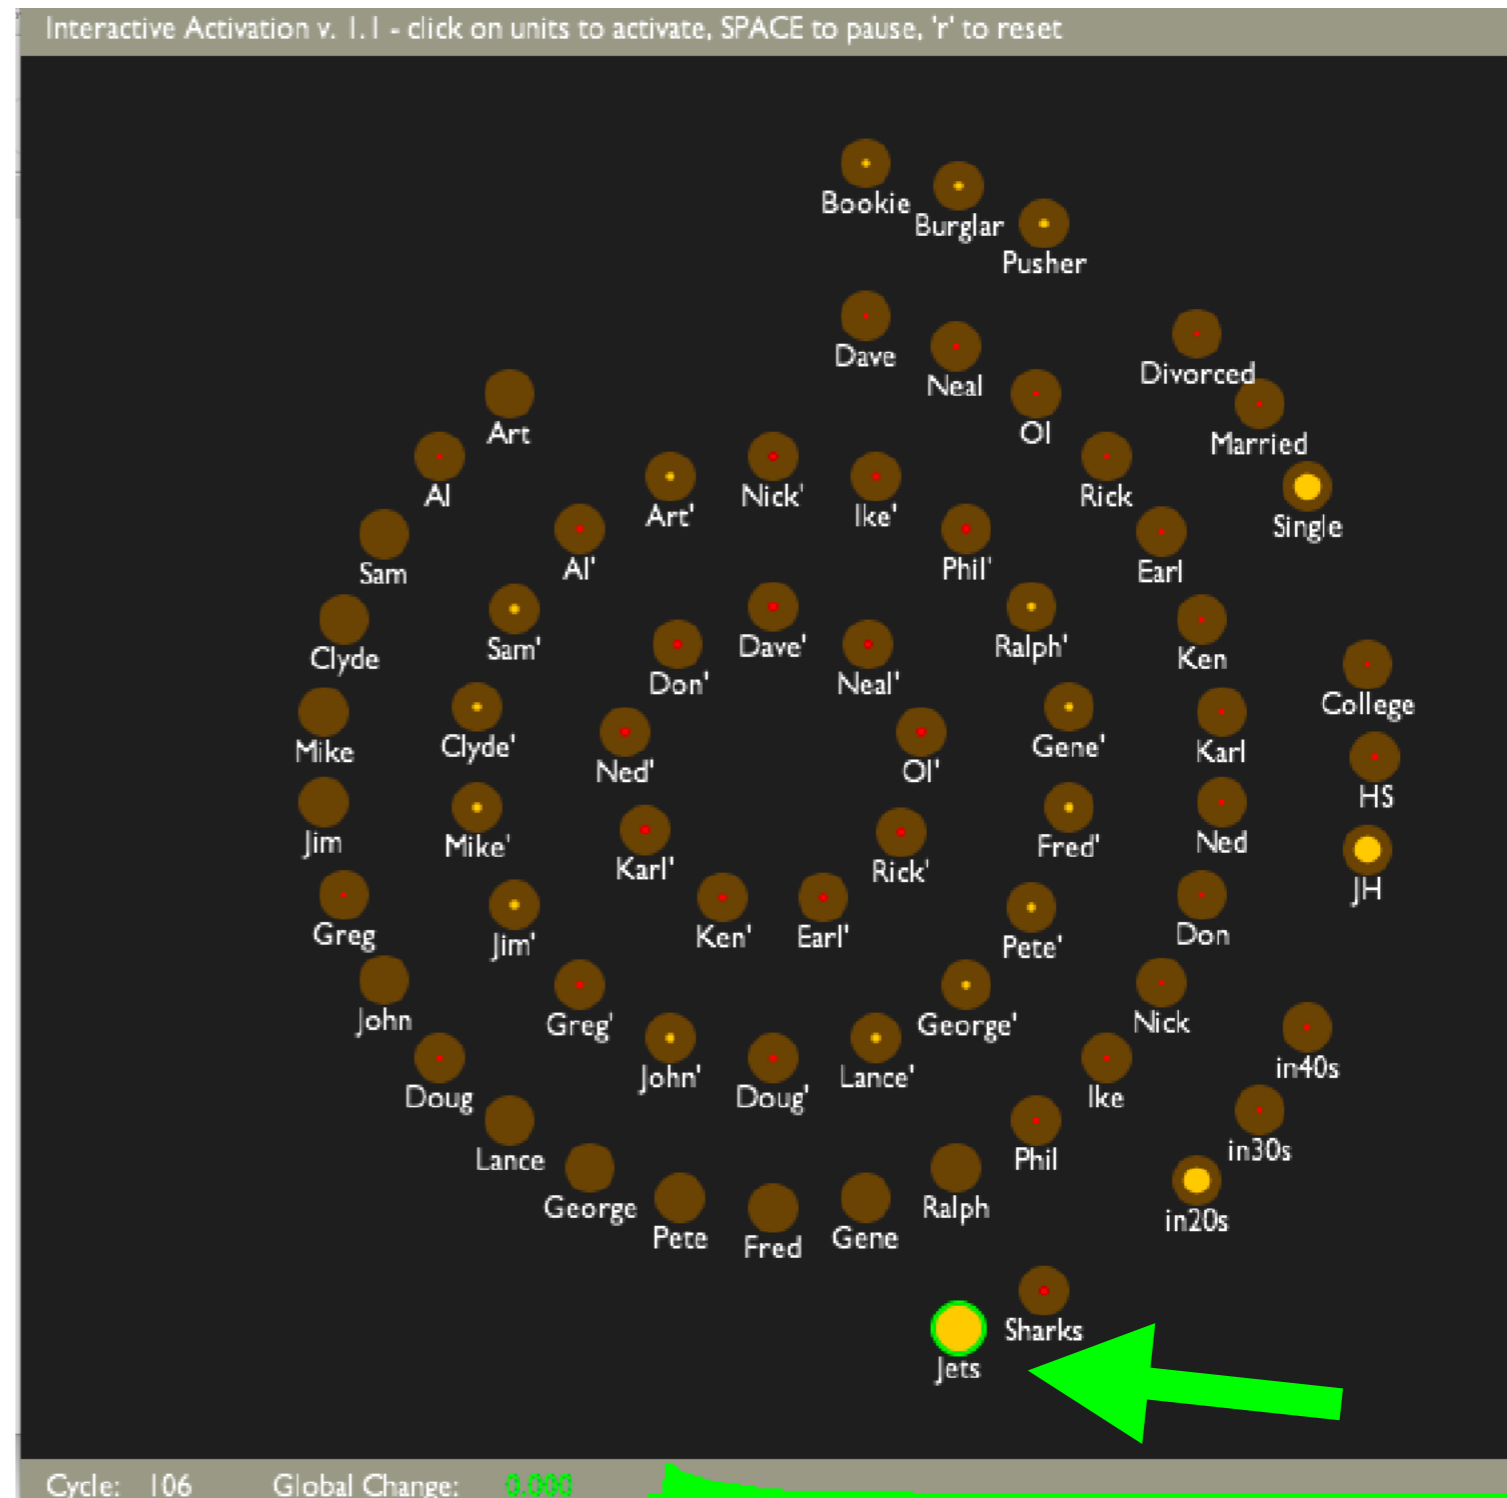 Interactive Activation v. 1.1 - click on units to activate, SPACE to pause, 'r' to reset
Bookie
Burglar
Pusher
Dave
Neal
Divorced
Ol
Art
Married
Al
Nick'
Rick
Art'
Ike'
Single
Sam
Al'
Phil'
Earl
Clyde
Sam'
Ralph'
Ken
Don'
Dave'
Neal'
College
Mike
Clyde'
Gene'
Karl
Ned'
Ol'
HS
Jim
Mike'
Fred'
Ned
Karl'
Rick'
JH
Greg
Jim'
Ken'
Earl'
Pete'
Don
John
Greg'
George'
Nick
in40s
Doug
John'
Doug'
Lance'
Ike
Lance
Phil
in30s
George
Pete
Fred
Gene
Ralph
in20s
Sharks
Jets
Cycle: 106 Global Change: 0.000